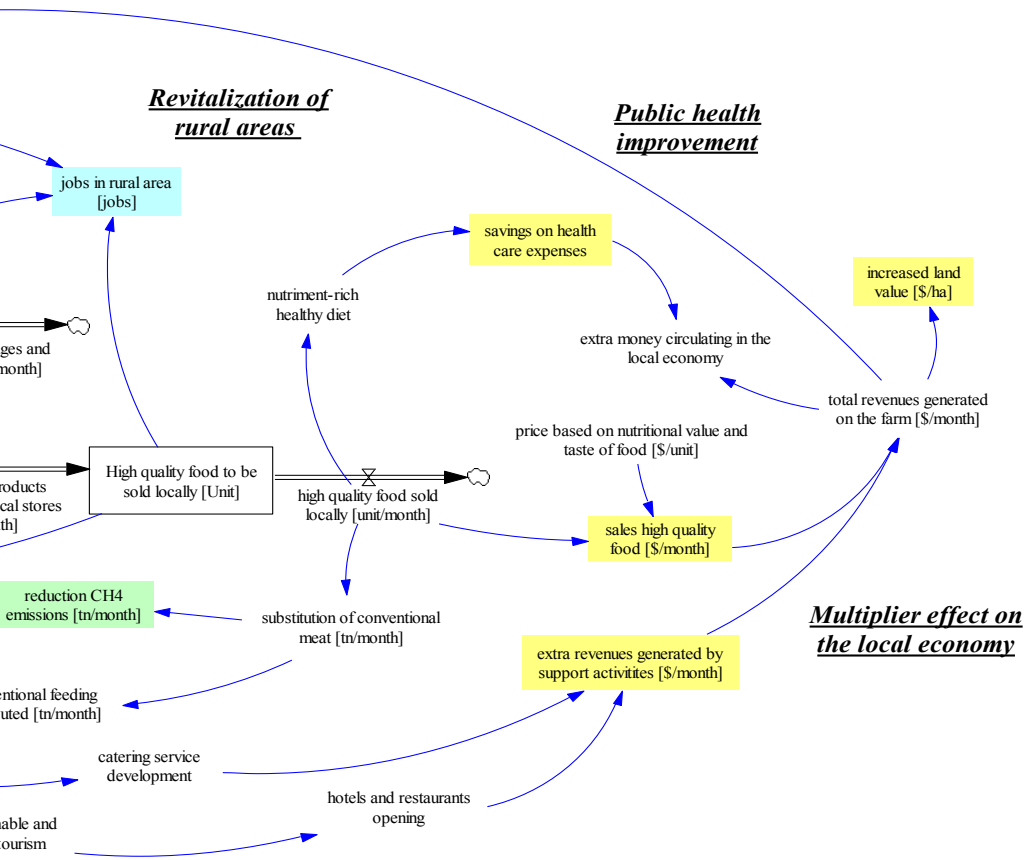 Revitalization of
rural areas
Public health
improvement
jobs in rural area
[jobs]
savings on health
care expenses
increased land
value [$/ha]
nutriment-rich
healthy diet
extra money circulating in the
local economy
ges and
month]
total revenues generated
on the farm [$/month]
price based on nutritional value and
taste of food [$/unit]
High quality food to be
sold locally [Unit]
roducts
cal stores
th]
high quality food sold
locally [unit/month]
sales high quality
food [$/month]
reduction CH4
emissions [tn/month]
substitution of conventional
meat [tn/month]
Multiplier effect on
the local economy
extra revenues generated by
support activitites [$/month]
entional feeding
uted [tn/month]
catering service
development
hotels and restaurants
opening
nable and
tourism